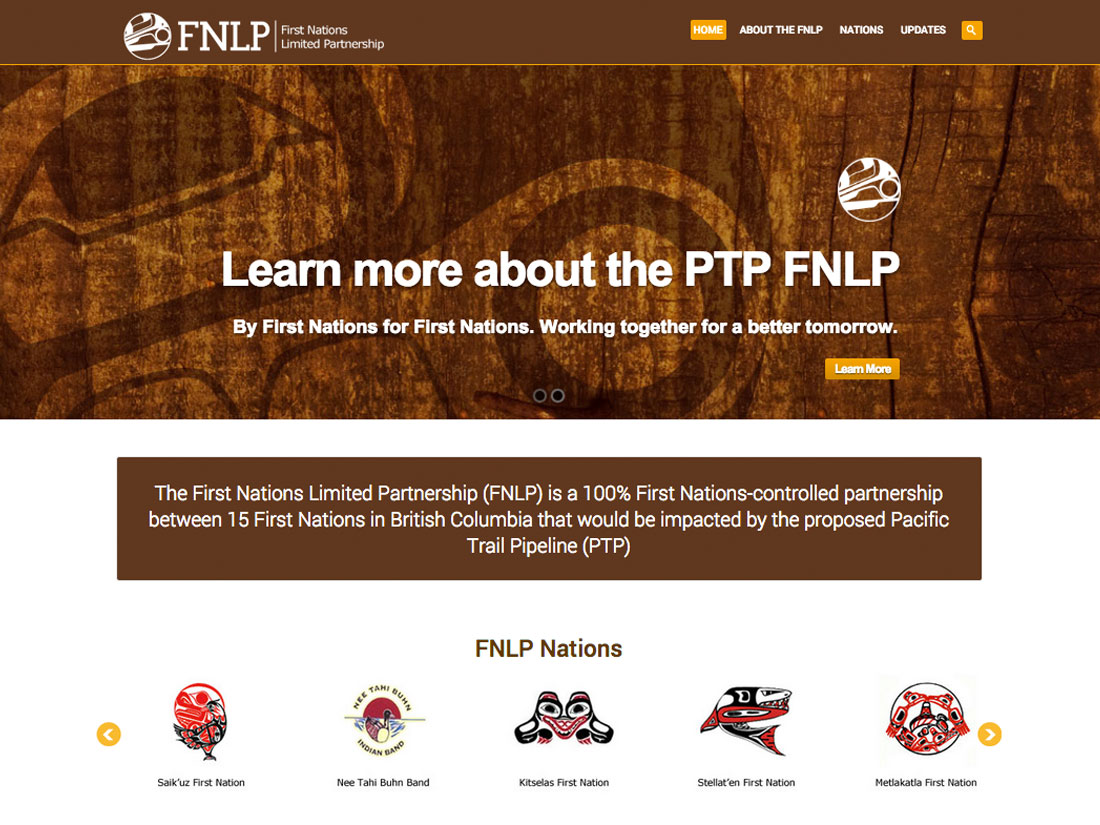 FNLP
First Nations
Limited Partnership
HOME
ABOUT THE FNLP
NATIONS
UPDATES
Learn more about the PTP FNLP
By First Nations for First Nations. Working together for a better tomorrow.
Learn More
The First Nations Limited Partnership (FNLP) is a 100% First Nations-controlled partnership
between 15 First Nations in British Columbia that would be impacted by the proposed Pacific
Trail Pipeline (PTP)
FNLP Nations
NEE TAHI BUHN
INDIAN BAND
Saik'uz First Nation
Nee Tahi Buhn Band
Kitselas First Nation
Stellat'en First Nation
Metlakatla First Nation